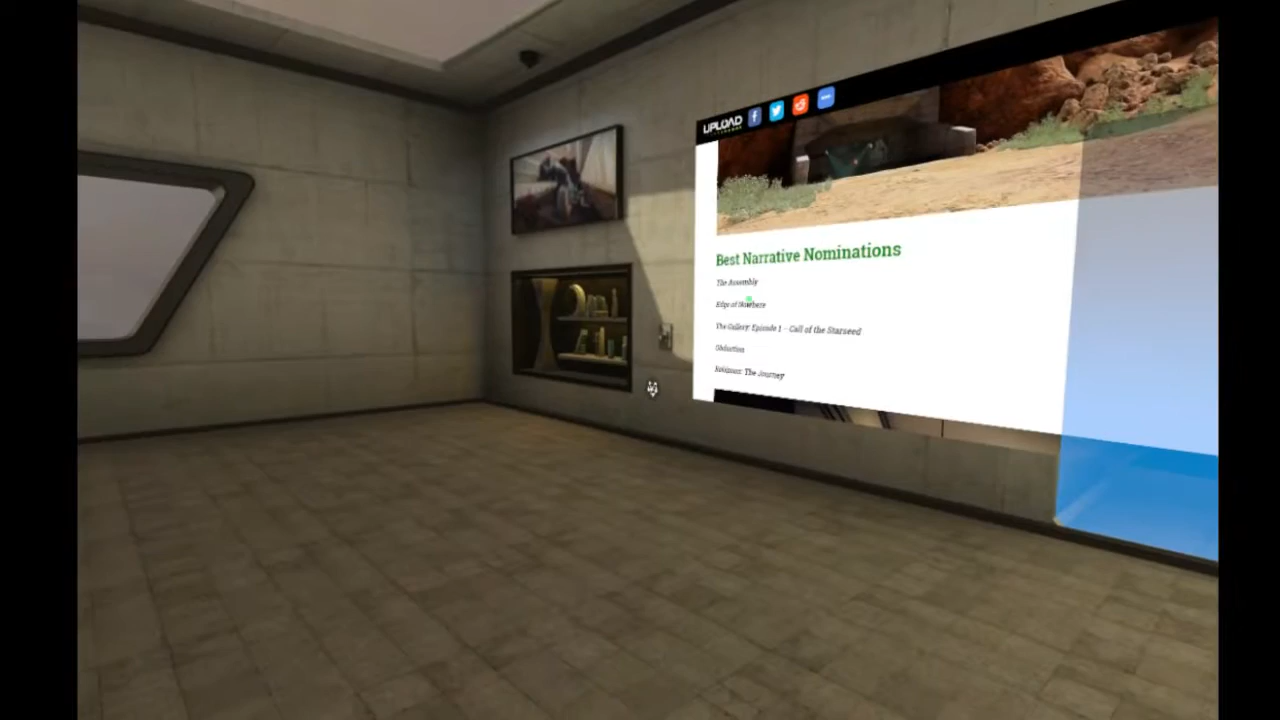 UPLOAD
Best Narrative Nominations
The Assembly
Edge of Nowhere
The Gallery: Episode 1 – Call of the Starseed
Obduction
Robinson: The Journey